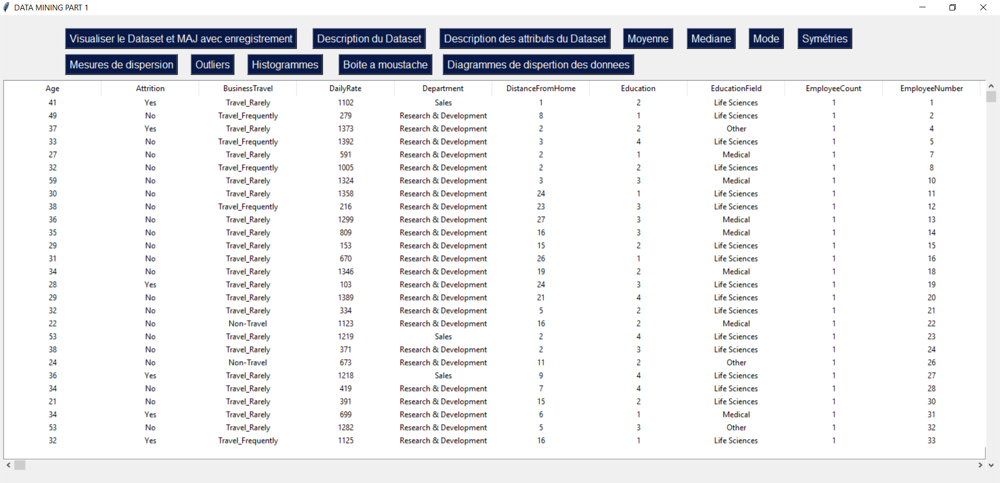 DATA MINING PART 1
Visualiser le Dataset et MAJ avec enregistrement Description du Dataset Description des attributs du Dataset Moyenne Mediane Mode Symétries
Mesures de dispersion Outliers Histogrammes Boite a moustache Diagrammes de dispertion des donnees
Age Attrition BusinessTravel DailyRate Department DistanceFromHome Education EducationField EmployeeCount EmployeeNumber
41 Yes Travel_Rarely 1102 Sales 1 2 Life Sciences 1 1
49 No Travel_Frequently 279 Research & Development 8 1 Life Sciences 1 2
37 Yes Travel_Rarely 1373 Research & Development 2 2 Other 1 4
33 No Travel_Frequently 1392 Research & Development 3 4 Life Sciences 1 5
27 No Travel_Rarely 591 Research & Development 2 1 Medical 1 7
32 No Travel_Frequently 1005 Research & Development 2 2 Life Sciences 1 8
59 No Travel_Rarely 1324 Research & Development 3 3 Medical 1 10
30 No Travel_Rarely 1358 Research & Development 24 1 Life Sciences 1 11
38 No Travel_Frequently 216 Research & Development 23 3 Life Sciences 1 12
36 No Travel_Rarely 1299 Research & Development 27 3 Medical 1 13
35 No Travel_Rarely 809 Research & Development 16 3 Medical 1 14
29 No Travel_Rarely 153 Research & Development 15 2 Life Sciences 1 15
31 No Travel_Rarely 670 Research & Development 26 1 Life Sciences 1 16
34 No Travel_Rarely 1346 Research & Development 19 2 Medical 1 18
28 Yes Travel_Rarely 103 Research & Development 24 3 Life Sciences 1 19
29 No Travel_Rarely 1389 Research & Development 21 4 Life Sciences 1 20
32 No Travel_Rarely 334 Research & Development 5 2 Life Sciences 1 21
22 No Non-Travel 1123 Research & Development 16 2 Medical 1 22
53 No Travel_Rarely 1219 Sales 2 4 Life Sciences 1 23
38 No Travel_Rarely 371 Research & Development 2 3 Life Sciences 1 24
24 No Non-Travel 673 Research & Development 11 2 Other 1 26
36 Yes Travel_Rarely 1218 Sales 9 4 Life Sciences 1 27
34 No Travel_Rarely 419 Research & Development 7 4 Life Sciences 1 28
21 No Travel_Rarely 391 Research & Development 15 2 Life Sciences 1 30
34 Yes Travel_Rarely 699 Research & Development 6 1 Medical 1 31
53 No Travel_Rarely 1282 Research & Development 5 3 Other 1 32
32 Yes Travel_Frequently 1125 Research & Development 16 1 Life Sciences 1 33